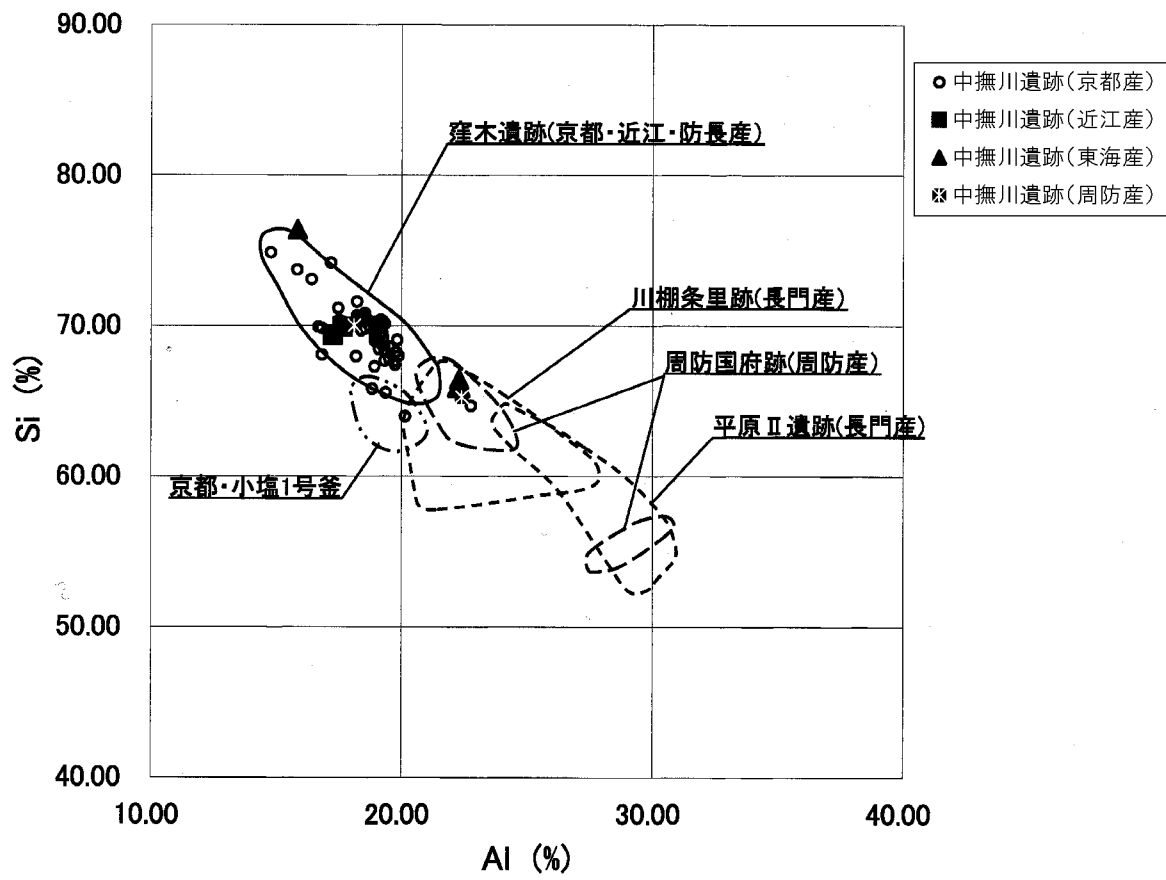 90.00
80.00
70.00
60.00
50.00
40.00
Si (%)
10.00 20.00 30.00 40.00
Al (%)
窪木遺跡(京都・近江・防長産)
川棚条里跡(長門産)
周防国府跡(周防産)
平原Ⅱ遺跡(長門産)
京都・小塩1号釜
中撫川遺跡(京都産)
中撫川遺跡(近江産)
中撫川遺跡(東海産)
中撫川遺跡(周防産)